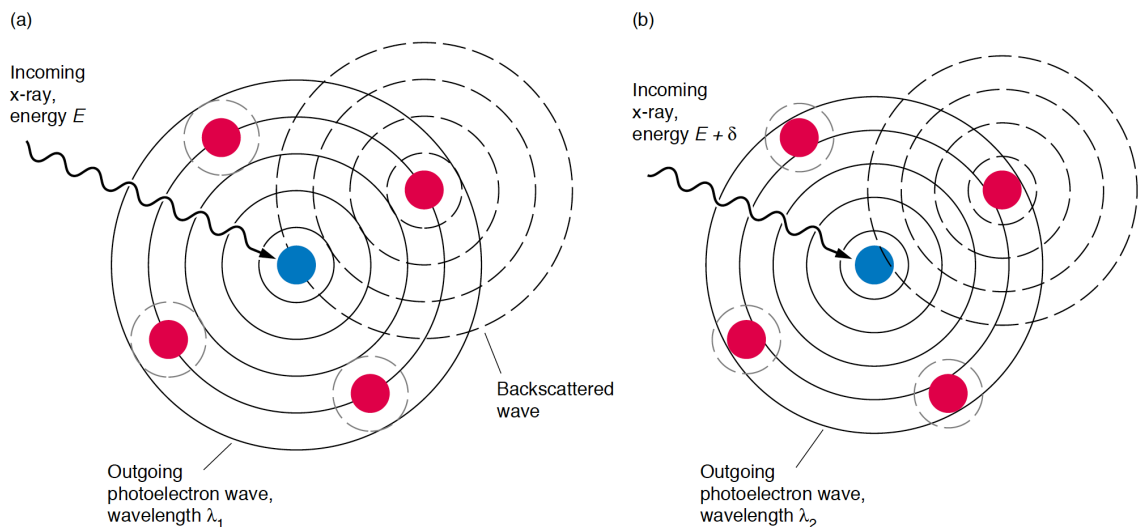 (a)
Incoming
x-ray,
energy E
Backscattered
wave
Outgoing
photoelectron wave,
wavelength λ1
(b)
Incoming
x-ray,
energy E + δ
Outgoing
photoelectron wave,
wavelength λ2